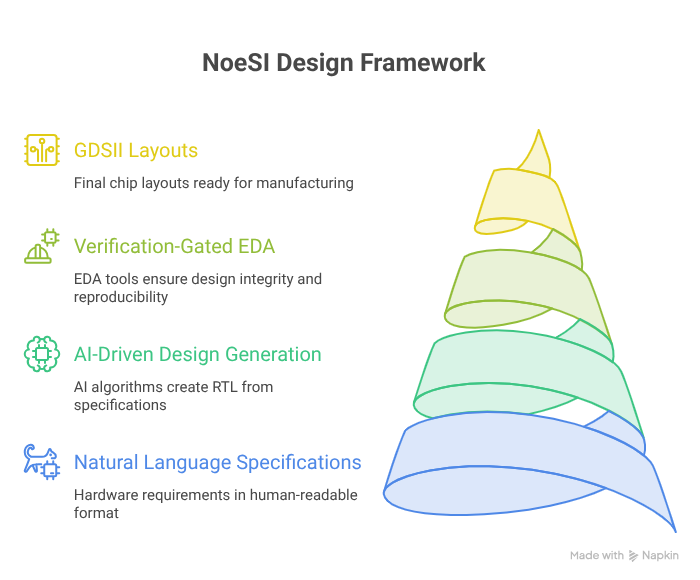 NoeSI Design Framework
GDSII Layouts
Final chip layouts ready for manufacturing
Verification-Gated EDA
EDA tools ensure design integrity and
reproducibility
AI-Driven Design Generation
AI algorithms create RTL from
specifications
Natural Language Specifications
Hardware requirements in human-readable
format
Made with Napkin